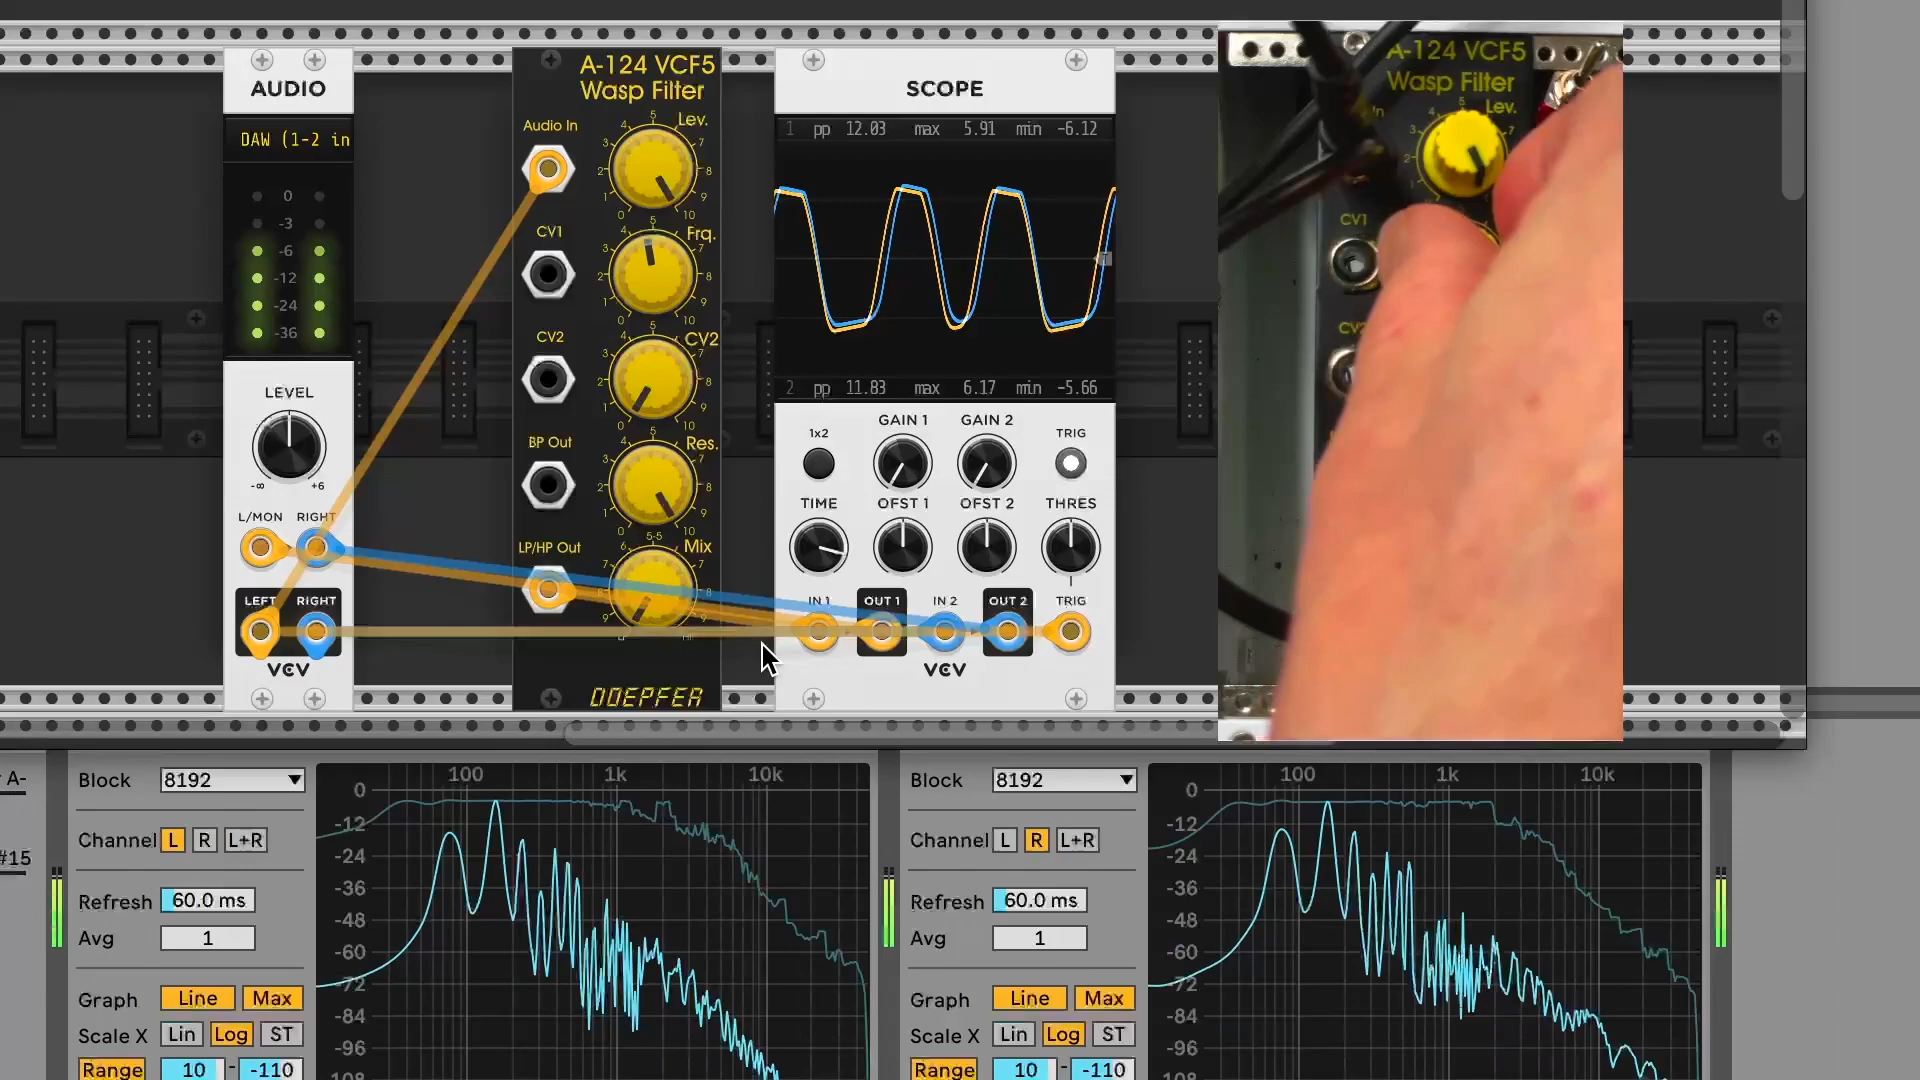 AUDIO
DAW (1-2 in
0
-3
-6
-12
-24
-36
LEVEL
-∞ +6
L/MON RIGHT
LEFT RIGHT
VCV
A-124 VCF5
Wasp Filter
Audio In
Lev.
CV1
Frq.
CV2
CV2
BP Out
Res.
LP/HP Out
Mix
DOEPFER
SCOPE
1 pp 12.03 max 5.91 min -6.12
2 pp 11.83 max 6.17 min -5.66
1x2 GAIN 1 GAIN 2 TRIG
TIME OFST 1 OFST 2 THRES
IN 1 OUT 1 IN 2 OUT 2 TRIG
VCV
A-124 VCF5
Wasp Filter
In
Lev.
CV1
A-
#15
Block 8192
Channel L R L+R
Refresh 60.0 ms
Avg 1
Graph Line Max
Scale X Lin Log ST
Range 10 - -110
100 1k 10k
0
-12
-24
-36
-48
-60
-72
-84
-96
Block 8192
Channel L R L+R
Refresh 60.0 ms
Avg 1
Graph Line Max
Scale X Lin Log ST
Range 10 - -110
100 1k 10k
0
-12
-24
-36
-48
-60
-72
-84
-96